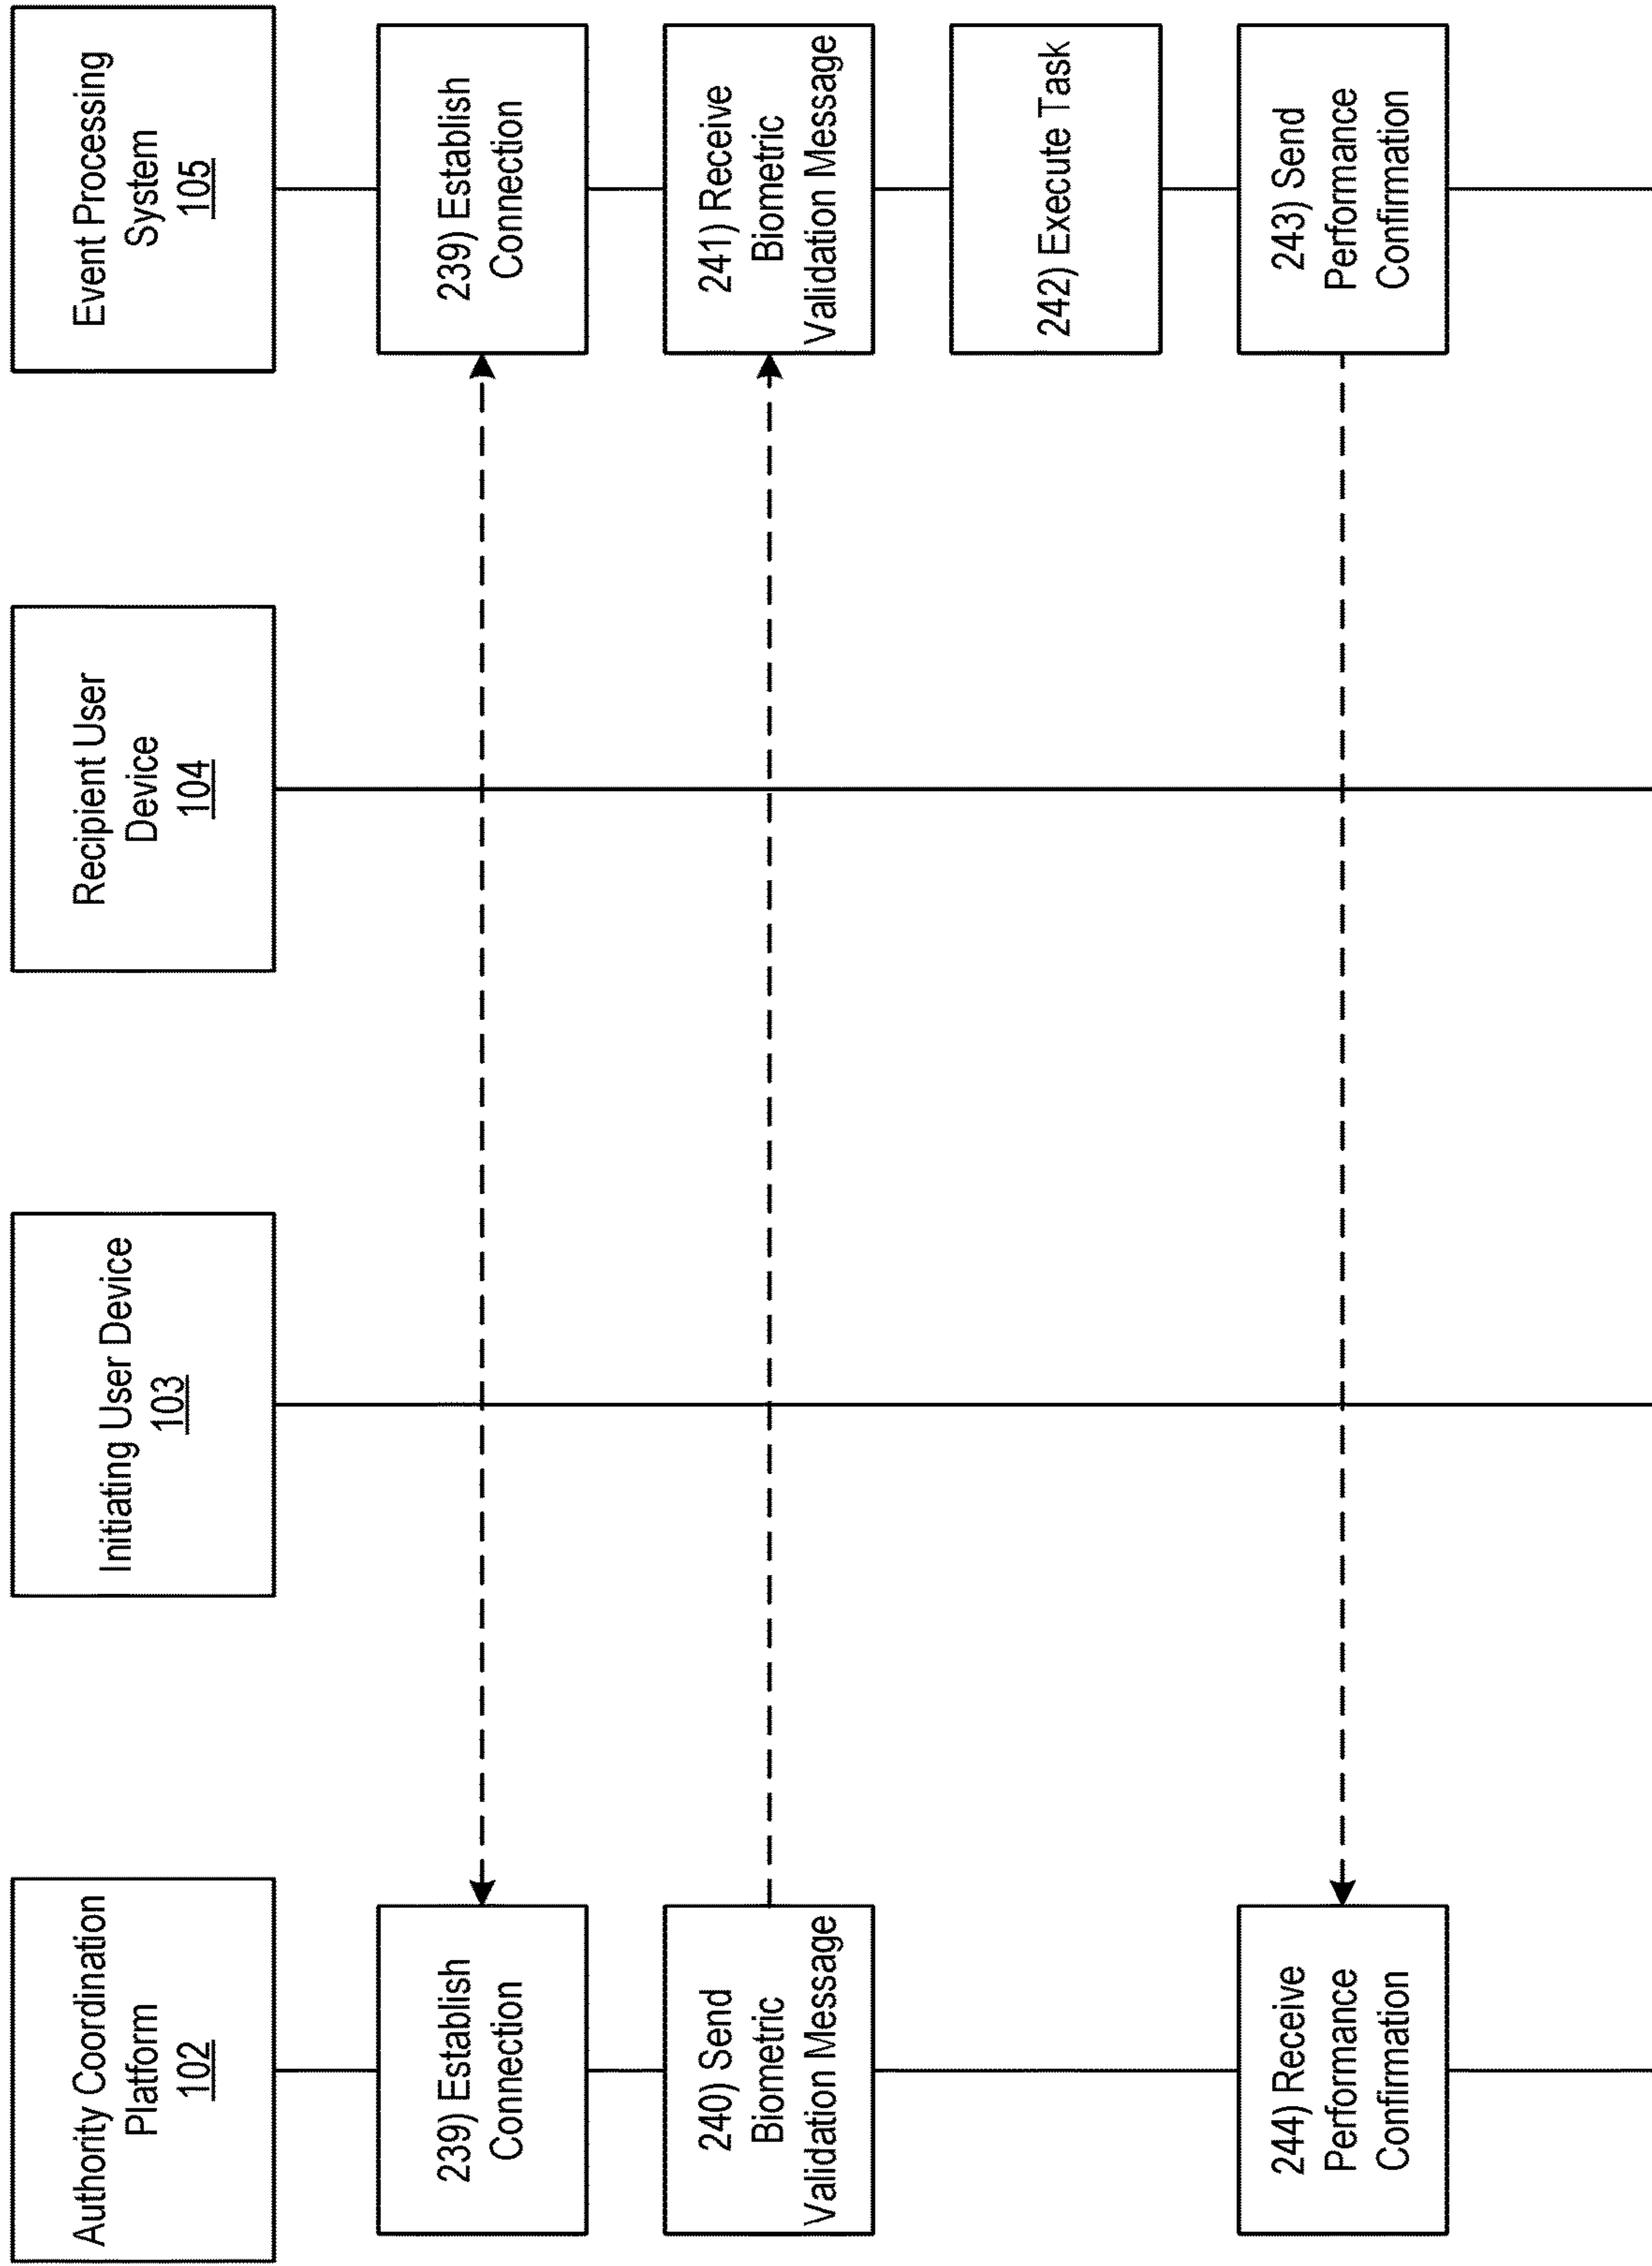 Authority Coordination
Platform
102
Initiating User Device
103
Recipient User
Device
104
Event Processing
System
105
239) Establish
Connection
239) Establish
Connection
240) Send
Biometric
Validation Message
241) Receive
Biometric
Validation Message
242) Execute Task
244) Receive
Performance
Confirmation
243) Send
Performance
Confirmation